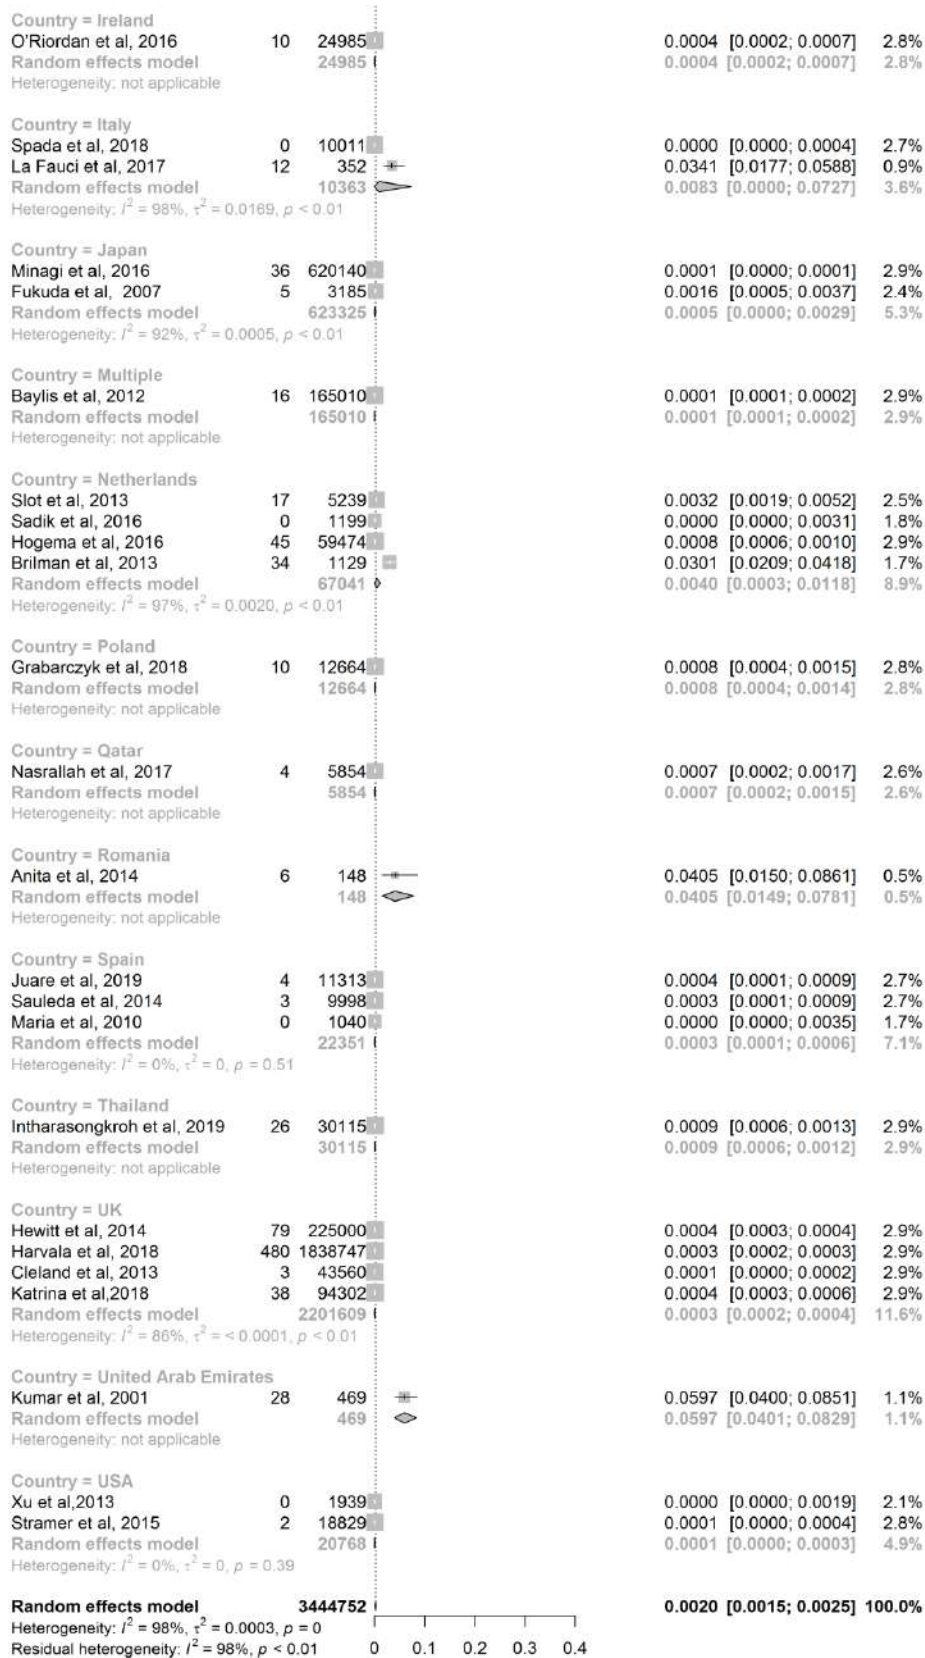 Country = Ireland
O'Riordan et al, 2016 10 24985 0.0004 [0.0002; 0.0007] 2.8%
Random effects model 24985 0.0004 [0.0002; 0.0007] 2.8%
Heterogeneity: not applicable
Country = Italy
Spada et al, 2018 0 10011 0.0000 [0.0000; 0.0004] 2.7%
La Fauci et al, 2017 12 352 0.0341 [0.0177; 0.0588] 0.9%
Random effects model 10363 0.0083 [0.0000; 0.0727] 3.6%
Heterogeneity: I² = 98%, τ² = 0.0169, p < 0.01
Country = Japan
Minagi et al, 2016 36 620140 0.0001 [0.0000; 0.0001] 2.9%
Fukuda et al, 2007 5 3185 0.0016 [0.0005; 0.0037] 2.4%
Random effects model 623325 0.0005 [0.0000; 0.0029] 5.3%
Heterogeneity: I² = 92%, τ² = 0.0005, p < 0.01
Country = Multiple
Baylis et al, 2012 16 165010 0.0001 [0.0001; 0.0002] 2.9%
Random effects model 165010 0.0001 [0.0001; 0.0002] 2.9%
Heterogeneity: not applicable
Country = Netherlands
Slot et al, 2013 17 5239 0.0032 [0.0019; 0.0052] 2.5%
Sadik et al, 2016 0 1199 0.0000 [0.0000; 0.0031] 1.8%
Hogema et al, 2016 45 59474 0.0008 [0.0006; 0.0010] 2.9%
Brilman et al, 2013 34 1129 0.0301 [0.0209; 0.0418] 1.7%
Random effects model 67041 0.0040 [0.0003; 0.0118] 8.9%
Heterogeneity: I² = 97%, τ² = 0.0020, p < 0.01
Country = Poland
Grabarczyk et al, 2018 10 12664 0.0008 [0.0004; 0.0015] 2.8%
Random effects model 12664 0.0008 [0.0004; 0.0014] 2.8%
Heterogeneity: not applicable
Country = Qatar
Nasrallah et al, 2017 4 5854 0.0007 [0.0002; 0.0017] 2.6%
Random effects model 5854 0.0007 [0.0002; 0.0015] 2.6%
Heterogeneity: not applicable
Country = Romania
Anita et al, 2014 6 148 0.0405 [0.0150; 0.0861] 0.5%
Random effects model 148 0.0405 [0.0149; 0.0781] 0.5%
Heterogeneity: not applicable
Country = Spain
Juare et al, 2019 4 11313 0.0004 [0.0001; 0.0009] 2.7%
Sauleda et al, 2014 3 9998 0.0003 [0.0001; 0.0009] 2.7%
Maria et al, 2010 0 1040 0.0000 [0.0000; 0.0035] 1.7%
Random effects model 22351 0.0003 [0.0001; 0.0006] 7.1%
Heterogeneity: I² = 0%, τ² = 0, p = 0.51
Country = Thailand
Intharasongkroh et al, 2019 26 30115 0.0009 [0.0006; 0.0013] 2.9%
Random effects model 30115 0.0009 [0.0006; 0.0012] 2.9%
Heterogeneity: not applicable
Country = UK
Hewitt et al, 2014 79 225000 0.0004 [0.0003; 0.0004] 2.9%
Harvala et al, 2018 480 1838747 0.0003 [0.0002; 0.0003] 2.9%
Cleland et al, 2013 3 43560 0.0001 [0.0000; 0.0002] 2.9%
Katrina et al,2018 38 94302 0.0004 [0.0003; 0.0006] 2.9%
Random effects model 2201609 0.0003 [0.0002; 0.0004] 11.6%
Heterogeneity: I² = 86%, τ² = < 0.0001, p < 0.01
Country = United Arab Emirates
Kumar et al, 2001 28 469 0.0597 [0.0400; 0.0851] 1.1%
Random effects model 469 0.0597 [0.0401; 0.0829] 1.1%
Heterogeneity: not applicable
Country = USA
Xu et al,2013 0 1939 0.0000 [0.0000; 0.0019] 2.1%
Stramer et al, 2015 2 18829 0.0001 [0.0000; 0.0004] 2.8%
Random effects model 20768 0.0001 [0.0000; 0.0003] 4.9%
Heterogeneity: I² = 0%, τ² = 0, p = 0.39
Random effects model 3444752 0.0020 [0.0015; 0.0025] 100.0%
Heterogeneity: I² = 98%, τ² = 0.0003, p = 0
Residual heterogeneity: I² = 98%, p < 0.01 0 0.1 0.2 0.3 0.4